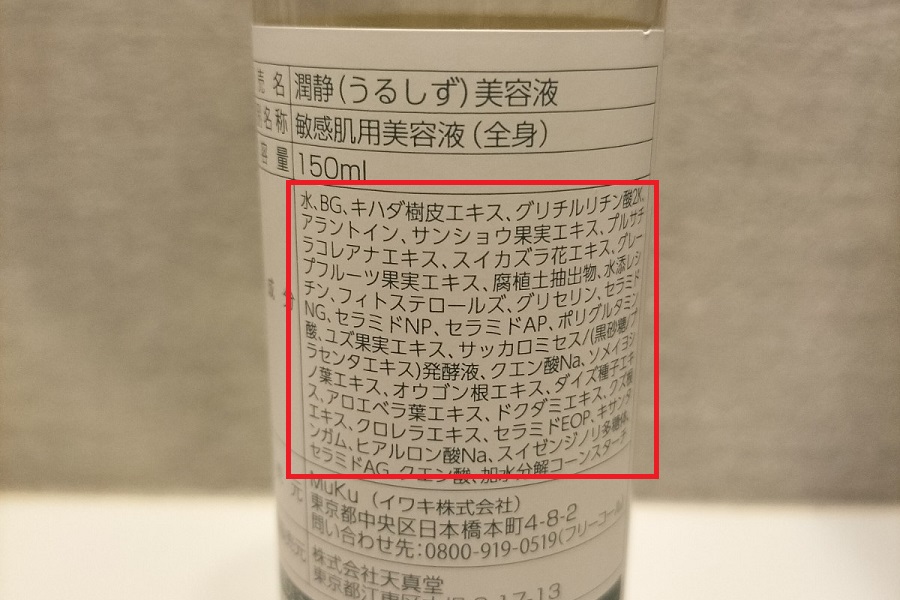 売名 潤静(うるしず)美容液
名称 敏感肌用美容液(全身)
容量 150ml
水、BG、キハダ樹皮エキス、グリチルリチン酸2K、
アラントイン、サンショウ果実エキス、プルサチ
ラコレアナエキス、スイカズラ花エキス、グレー
プフルーツ果実エキス、腐植土抽出物、水添レシ
チン、フィトステロールズ、グリセリン、セラミド
NG、セラミドNP、セラミドAP、ポリグルタミン
酸、ユズ果実エキス、サッカロミセス/(黒砂糖/プ
ラセンタエキス)発酵液、クエン酸Na、ソメイヨシ
ノ葉エキス、オウゴン根エキス、ダイズ種子エキ
ス、アロエベラ葉エキス、ドクダミエキス、クズ根
エキス、クロレラエキス、セラミドEOP、キサンタ
ンガム、ヒアルロン酸Na、スイゼンジノリ多糖体、
セラミドAG、クエン酸、加水分解コーンスターチ
成分
元 MuKu(イワキ株式会社)
東京都中央区日本橋本町4-8-2
問い合わせ先:0800-919-0519(フリーコール)
元 株式会社天真堂
東京都江東区 2-17-13